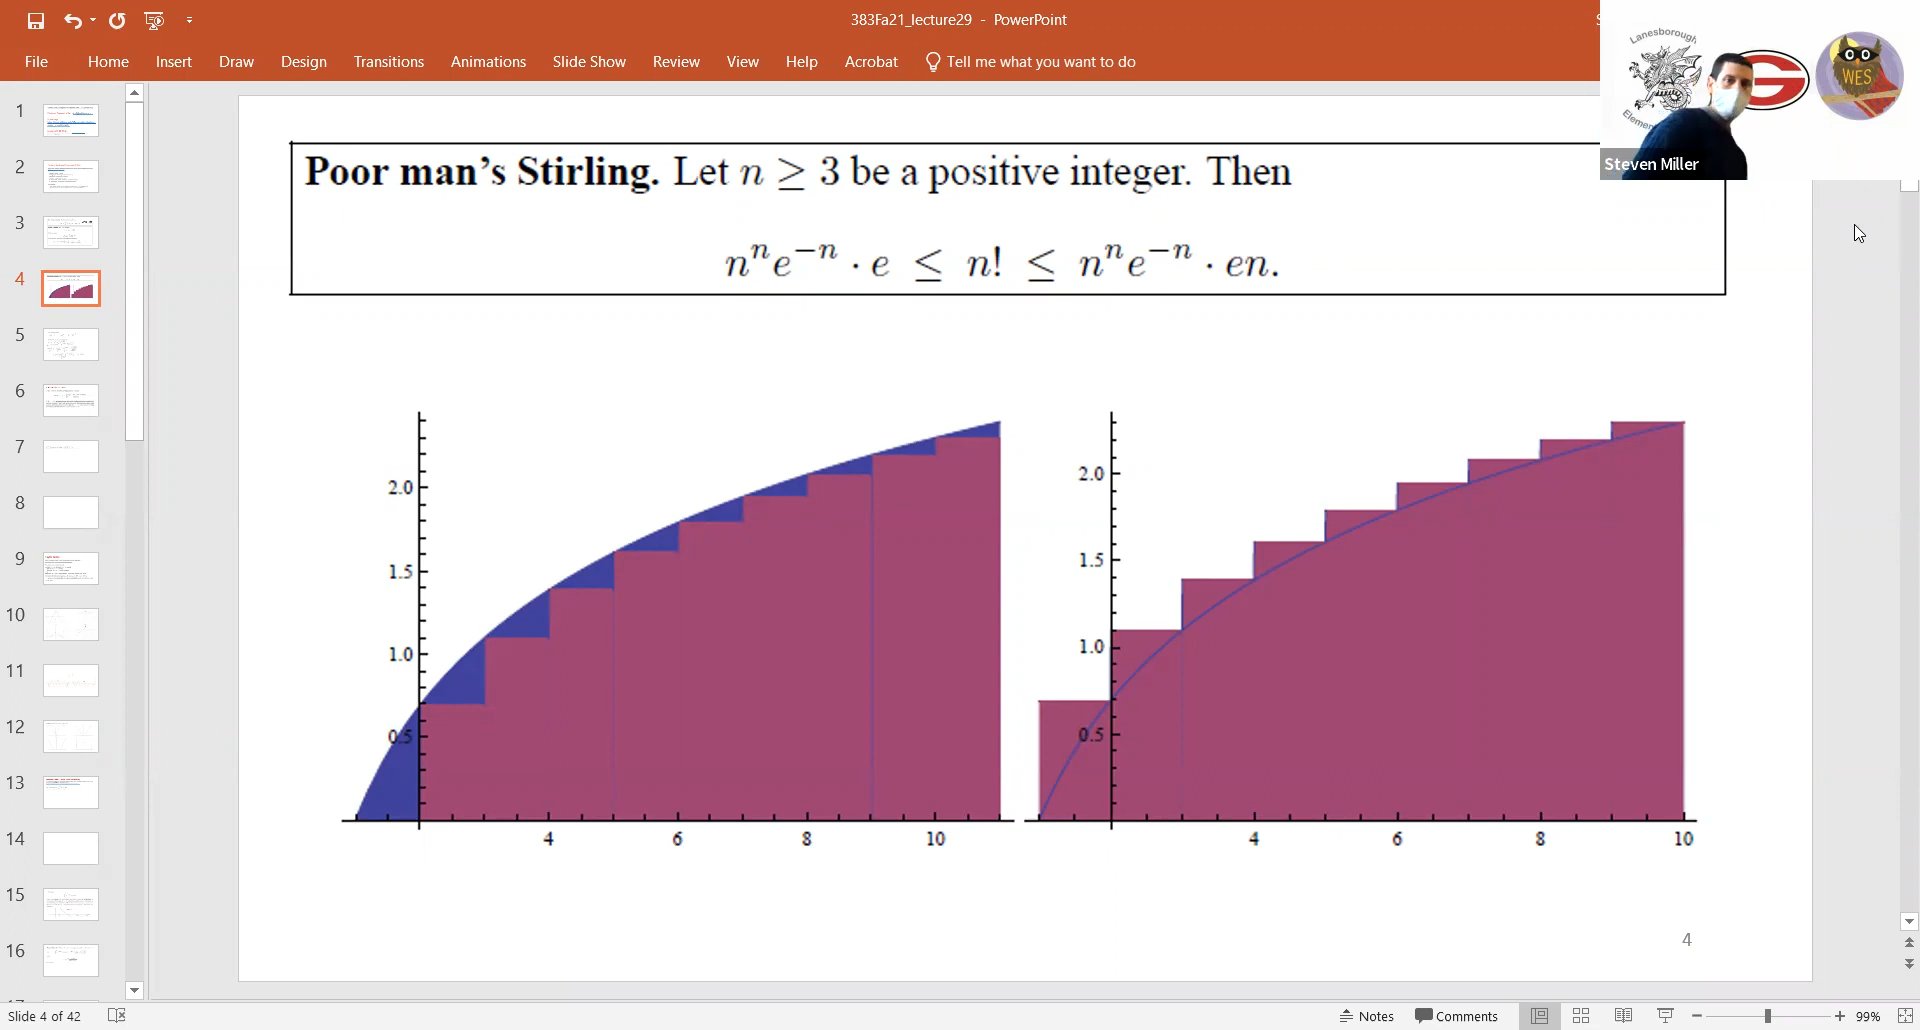 383Fa21_lecture29 - PowerPoint
File Home Insert Draw Design Transitions Animations Slide Show Review View Help Acrobat Tell me what you want to do
Lanesborough
WES
G
Steven Miller
Poor man's Stirling. Let n ≥ 3 be a positive integer. Then
nⁿe⁻ⁿ · e ≤ n! ≤ nⁿe⁻ⁿ · en.
1
2
3
4
5
6
7
8
9
10
11
12
13
14
15
16
2.0
1.5
1.0
0.5
4 6 8 10
2.0
1.5
1.0
0.5
4 6 8 10
4
Slide 4 of 42
Notes Comments 99%